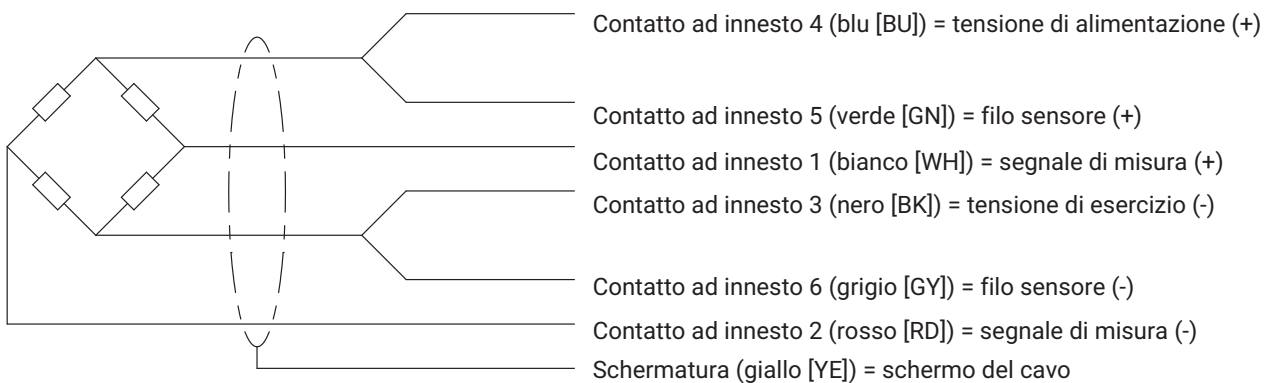 Contatto ad innesto 4 (blu [BU]) = tensione di alimentazione (+)
Contatto ad innesto 5 (verde [GN]) = filo sensore (+)
Contatto ad innesto 1 (bianco [WH]) = segnale di misura (+)
Contatto ad innesto 3 (nero [BK]) = tensione di esercizio (-)
Contatto ad innesto 6 (grigio [GY]) = filo sensore (-)
Contatto ad innesto 2 (rosso [RD]) = segnale di misura (-)
Schermatura (giallo [YE]) = schermo del cavo